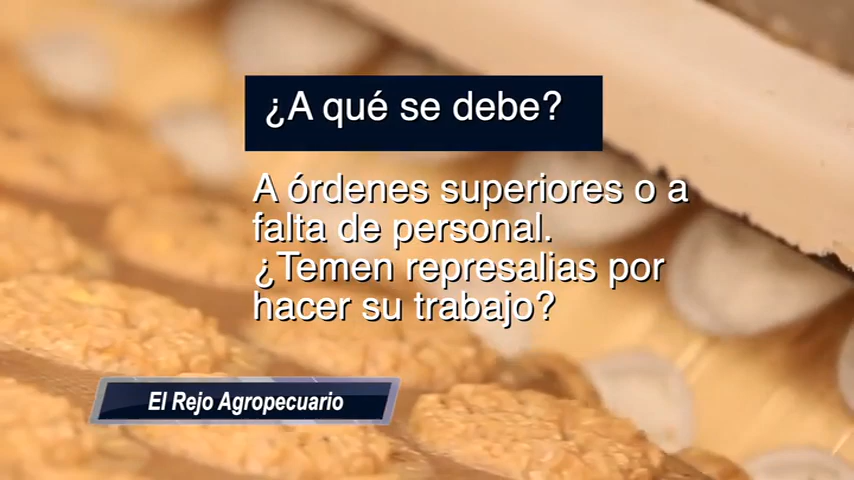 ¿A qué se debe?
A órdenes superiores o a
falta de personal.
¿Temen represalias por
hacer su trabajo?
El Rejo Agropecuario